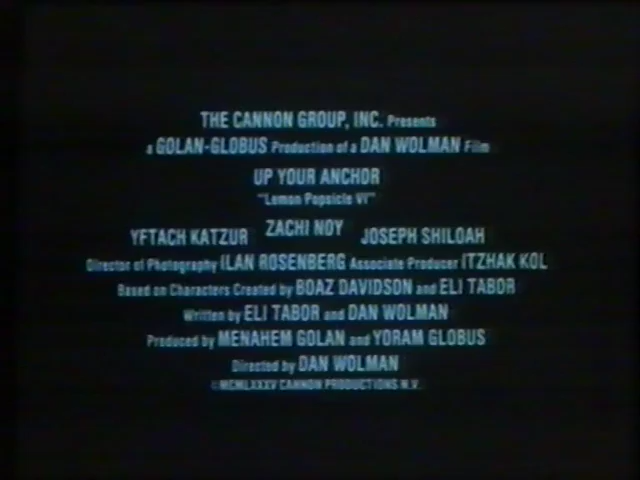 THE CANNON GROUP, INC. Presents
a GOLAN-GLOBUS Production of a DAN WOLMAN Film
UP YOUR ANCHOR
"Lemon Popsicle VI"
YFTACH KATZUR ZACHI NOY JOSEPH SHILOAH
Director of Photography ILAN ROSENBERG Associate Producer ITZHAK KOL
Based on Characters Created by BOAZ DAVIDSON and ELI TABOR
Written by ELI TABOR and DAN WOLMAN
Produced by MENAHEM GOLAN and YORAM GLOBUS
Directed by DAN WOLMAN
©MCMLXXXV CANNON PRODUCTIONS N.V.